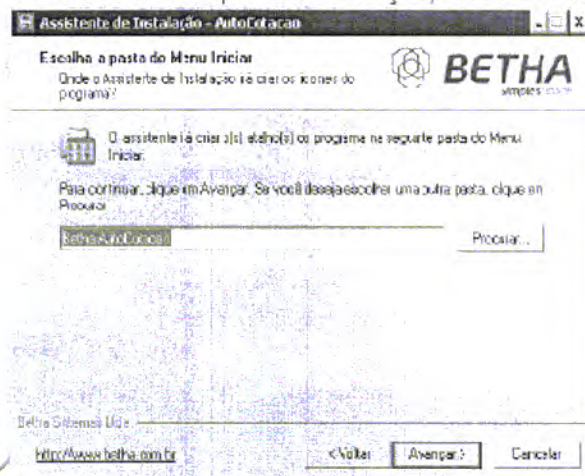 Assistente de Instalação - AutoCotacao
Escolha a pasta do Menu Iniciar
Onde o Assistente de Instalação irá criar os ícones do
programa?
BETHA
simples
O assistente irá criar o(s) atalho(s) do programa na seguinte pasta do Menu
Iniciar.
Para continuar, clique em Avançar. Se você deseja escolher uma outra pasta, clique em
Procurar.
Betha AutoCotacao
Procurar...
Betha Sistemas Ltda
http://www.betha.com.br
< Voltar
Avançar >
Cancelar